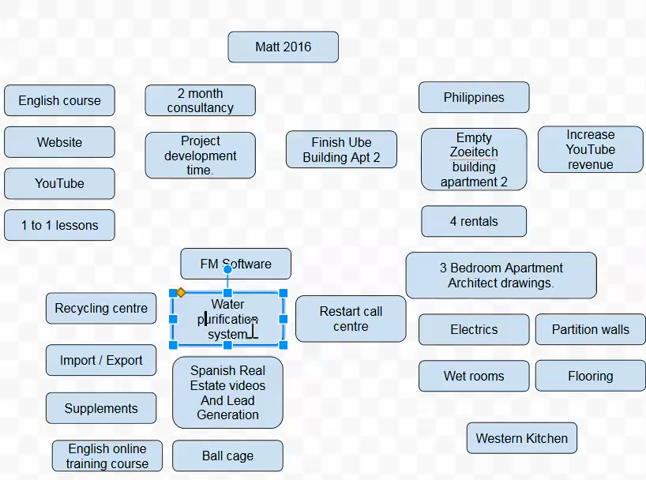 Matt 2016
English course
2 month
consultancy
Philippines
Website
Project
development
time.
Finish Ube
Building Apt 2
Empty
Zoeitech
building
apartment 2
Increase
YouTube
revenue
YouTube
1 to 1 lessons
4 rentals
FM Software
3 Bedroom Apartment
Architect drawings.
Recycling centre
Water
purification
system
Restart call
centre
Electrics
Partition walls
Import / Export
Spanish Real
Estate videos
And Lead
Generation
Wet rooms
Flooring
Supplements
English online
training course
Ball cage
Western Kitchen